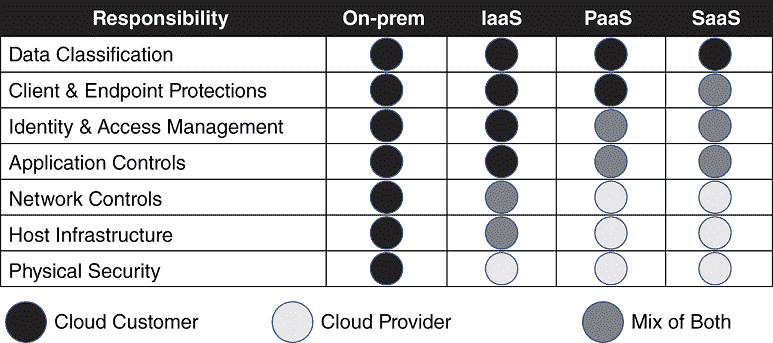 Responsibility On-prem IaaS PaaS SaaS
Data Classification
Client & Endpoint Protections
Identity & Access Management
Application Controls
Network Controls
Host Infrastructure
Physical Security
Cloud Customer Cloud Provider Mix of Both